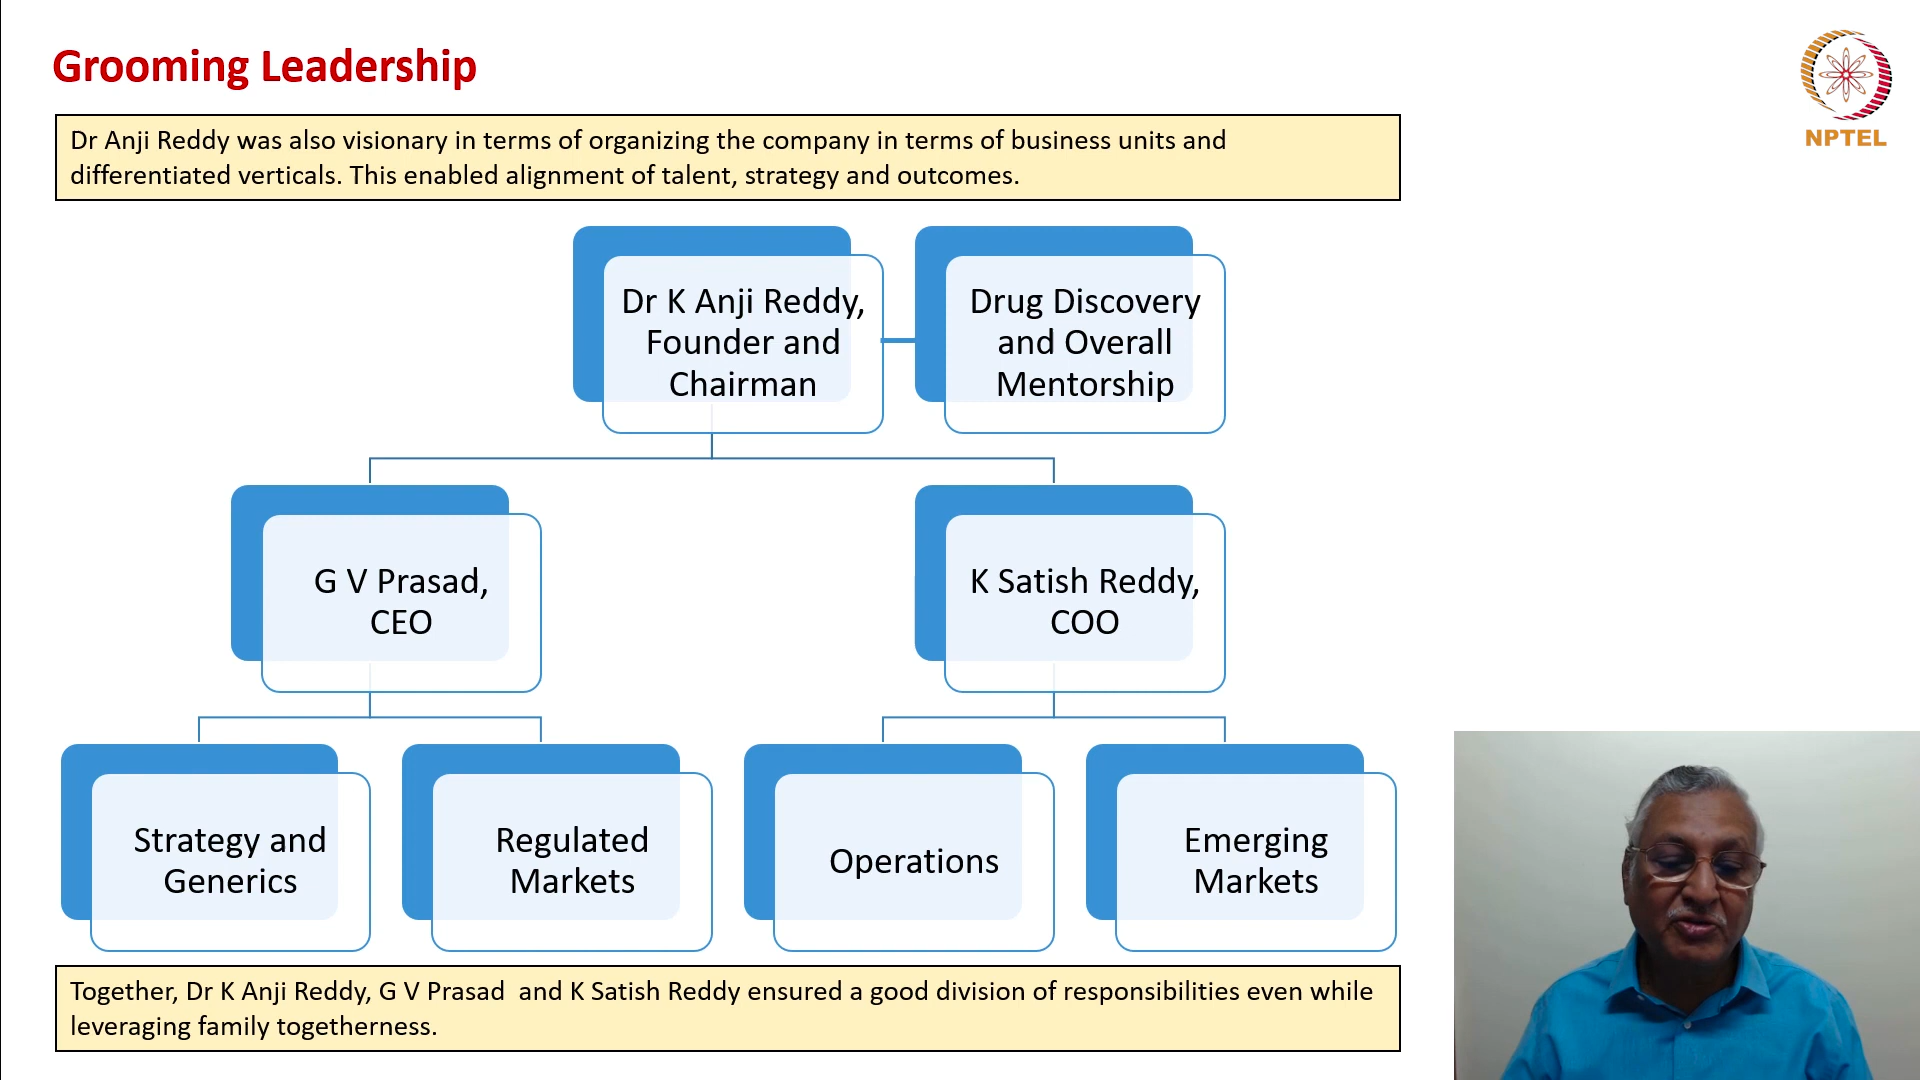 Grooming Leadership
NPTEL
Dr Anji Reddy was also visionary in terms of organizing the company in terms of business units and
differentiated verticals. This enabled alignment of talent, strategy and outcomes.
Dr K Anji Reddy,
Founder and
Chairman
Drug Discovery
and Overall
Mentorship
G V Prasad,
CEO
K Satish Reddy,
COO
Strategy and
Generics
Regulated
Markets
Operations
Emerging
Markets
Together, Dr K Anji Reddy, G V Prasad  and K Satish Reddy ensured a good division of responsibilities even while
leveraging family togetherness.